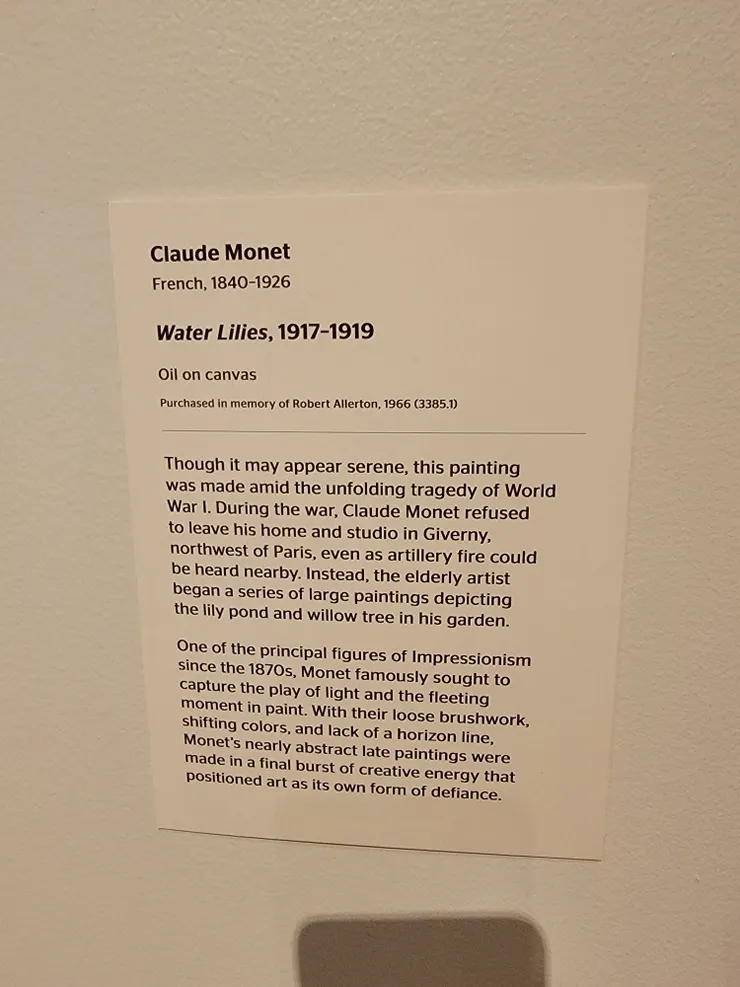 Claude Monet
French, 1840–1926
Water Lilies, 1917–1919
Oil on canvas
Purchased in memory of Robert Allerton, 1966 (3385.1)
Though it may appear serene, this painting
was made amid the unfolding tragedy of World
War I. During the war, Claude Monet refused
to leave his home and studio in Giverny,
northwest of Paris, even as artillery fire could
be heard nearby. Instead, the elderly artist
began a series of large paintings depicting
the lily pond and willow tree in his garden.
One of the principal figures of Impressionism
since the 1870s, Monet famously sought to
capture the play of light and the fleeting
moment in paint. With their loose brushwork,
shifting colors, and lack of a horizon line,
Monet's nearly abstract late paintings were
made in a final burst of creative energy that
positioned art as its own form of defiance.